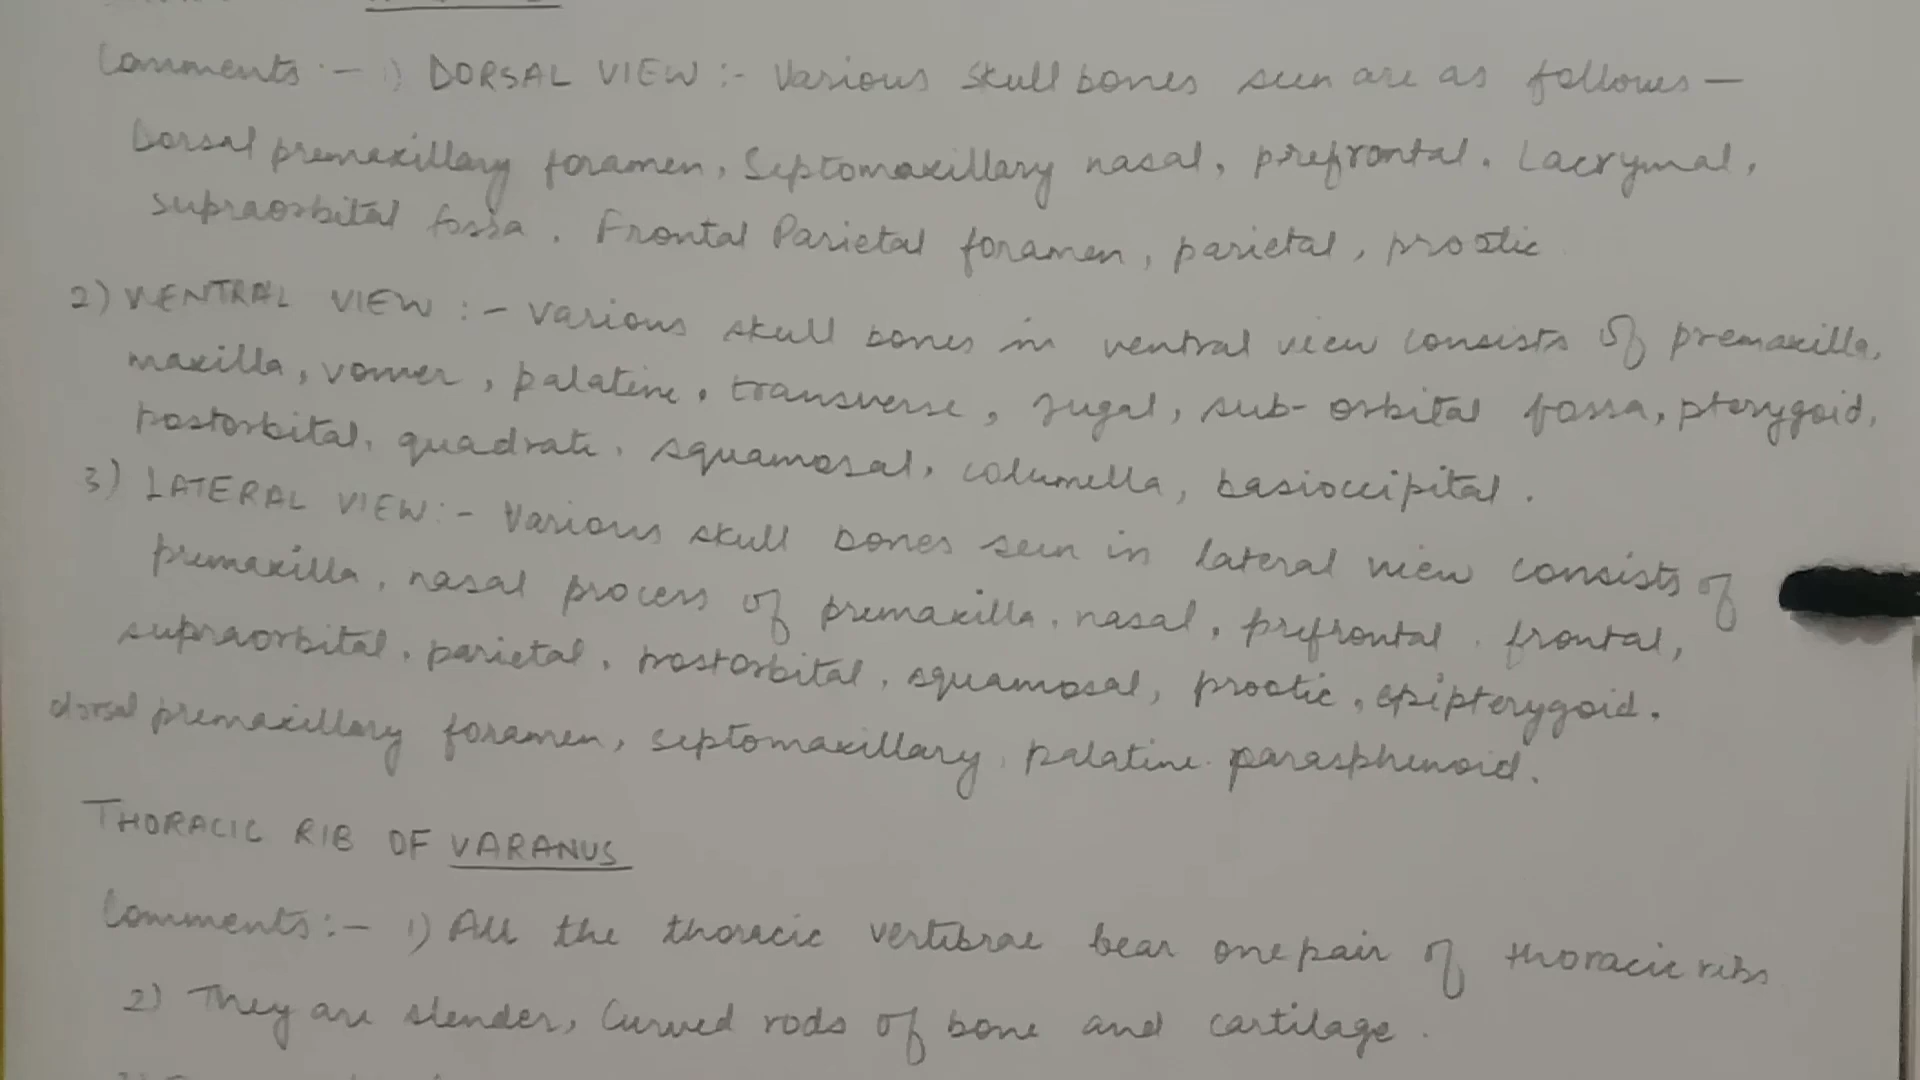 Comments :- 1) DORSAL VIEW :- Various skull bones seen are as follows —
Dorsal premaxillary foramen, Septomaxillary nasal, prefrontal. Lacrymal,
supraorbital fossa. Frontal Parietal foramen, parietal, prootic
2) VENTRAL VIEW :- Various skull bones in ventral view consists of premaxilla,
maxilla, vomer, palatine, transverse, jugal, sub-orbital fossa, pterygoid,
postorbital, quadrate, squamosal, columella, basioccipital.
3) LATERAL VIEW :- Various skull bones seen in lateral view consists of
premaxilla, nasal process of premaxilla, nasal, prefrontal. frontal,
supraorbital, parietal, postorbital, squamosal, prootic, epipterygoid.
dorsal premaxillary foramen, septomaxillary, palatine. parasphenoid.
THORACIC RIB OF VARANUS
Comments :- 1) All the thoracic vertebrae bear one pair of thoracic ribs
2) They are slender, curved rods of bone and cartilage.